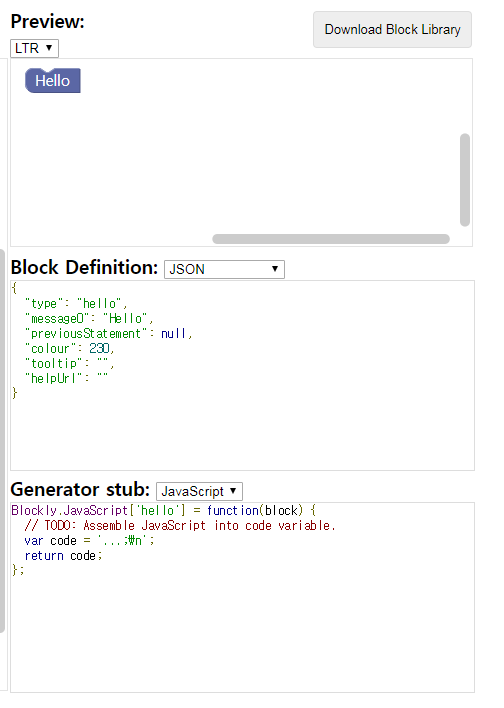 Preview:
Download Block Library
LTR
Hello
Block Definition: JSON
{
  "type": "hello",
  "message0": "Hello",
  "previousStatement": null,
  "colour": 230,
  "tooltip": "",
  "helpUrl": ""
}
Generator stub: JavaScript
Blockly.JavaScript['hello'] = function(block) {
  // TODO: Assemble JavaScript into code variable.
  var code = '...;₩n';
  return code;
};